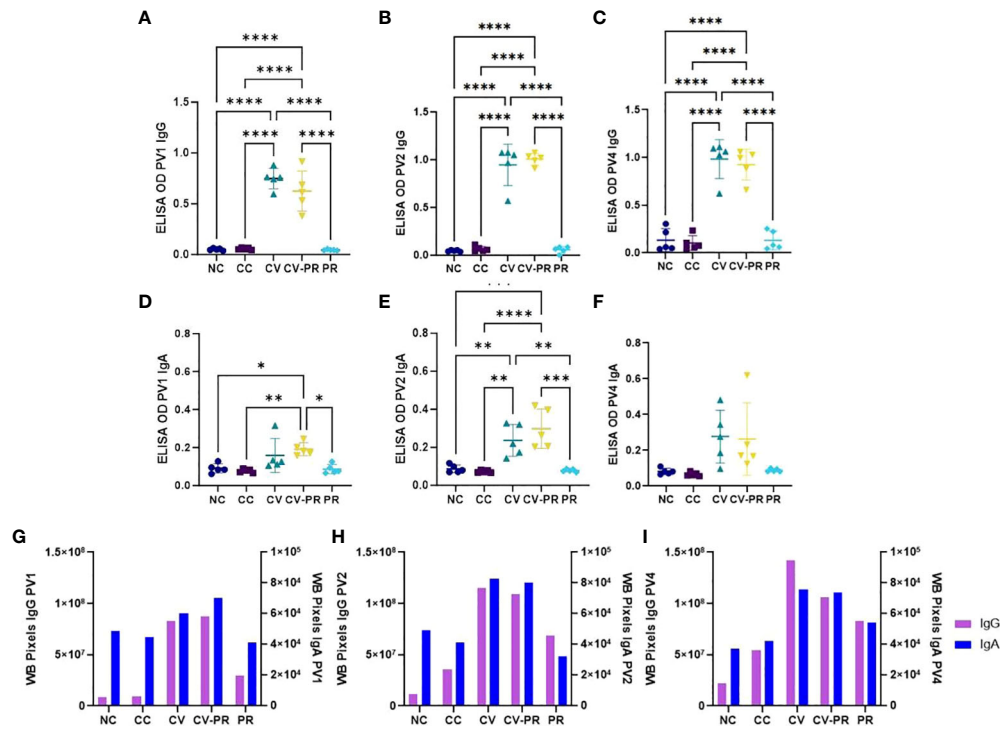 A
****
****
**** ****
**** ****
ELISA OD PV1 IgG
1.5
1.0
0.5
0.0
NC CC CV CV-PR PR
B
****
****
**** ****
**** ****
ELISA OD PV2 IgG
1.5
1.0
0.5
0.0
NC CC CV CV-PR PR
C
****
****
**** ****
**** ****
ELISA OD PV4 IgG
1.5
1.0
0.5
0.0
NC CC CV CV-PR PR
D
*
** *
ELISA OD PV1 IgA
0.8
0.6
0.4
0.2
0.0
NC CC CV CV-PR PR
E
...
****
** **
** ***
ELISA OD PV2 IgA
0.8
0.6
0.4
0.2
0.0
NC CC CV CV-PR PR
F
ELISA OD PV4 IgA
0.8
0.6
0.4
0.2
0.0
NC CC CV CV-PR PR
G
WB Pixels IgG PV1
1.5×10⁸
1×10⁸
5×10⁷
0
NC CC CV CV-PR PR
1×10⁵
8×10⁴
6×10⁴
4×10⁴
2×10⁴
0
WB Pixels IgA PV1
H
WB Pixels IgG PV2
1.5×10⁸
1×10⁸
5×10⁷
0
NC CC CV CV-PR PR
1×10⁵
8×10⁴
6×10⁴
4×10⁴
2×10⁴
0
WB Pixels IgA PV2
I
WB Pixels IgG PV4
1.5×10⁸
1×10⁸
5×10⁷
0
NC CC CV CV-PR PR
1×10⁵
8×10⁴
6×10⁴
4×10⁴
2×10⁴
0
WB Pixels IgA PV4
IgG
IgA